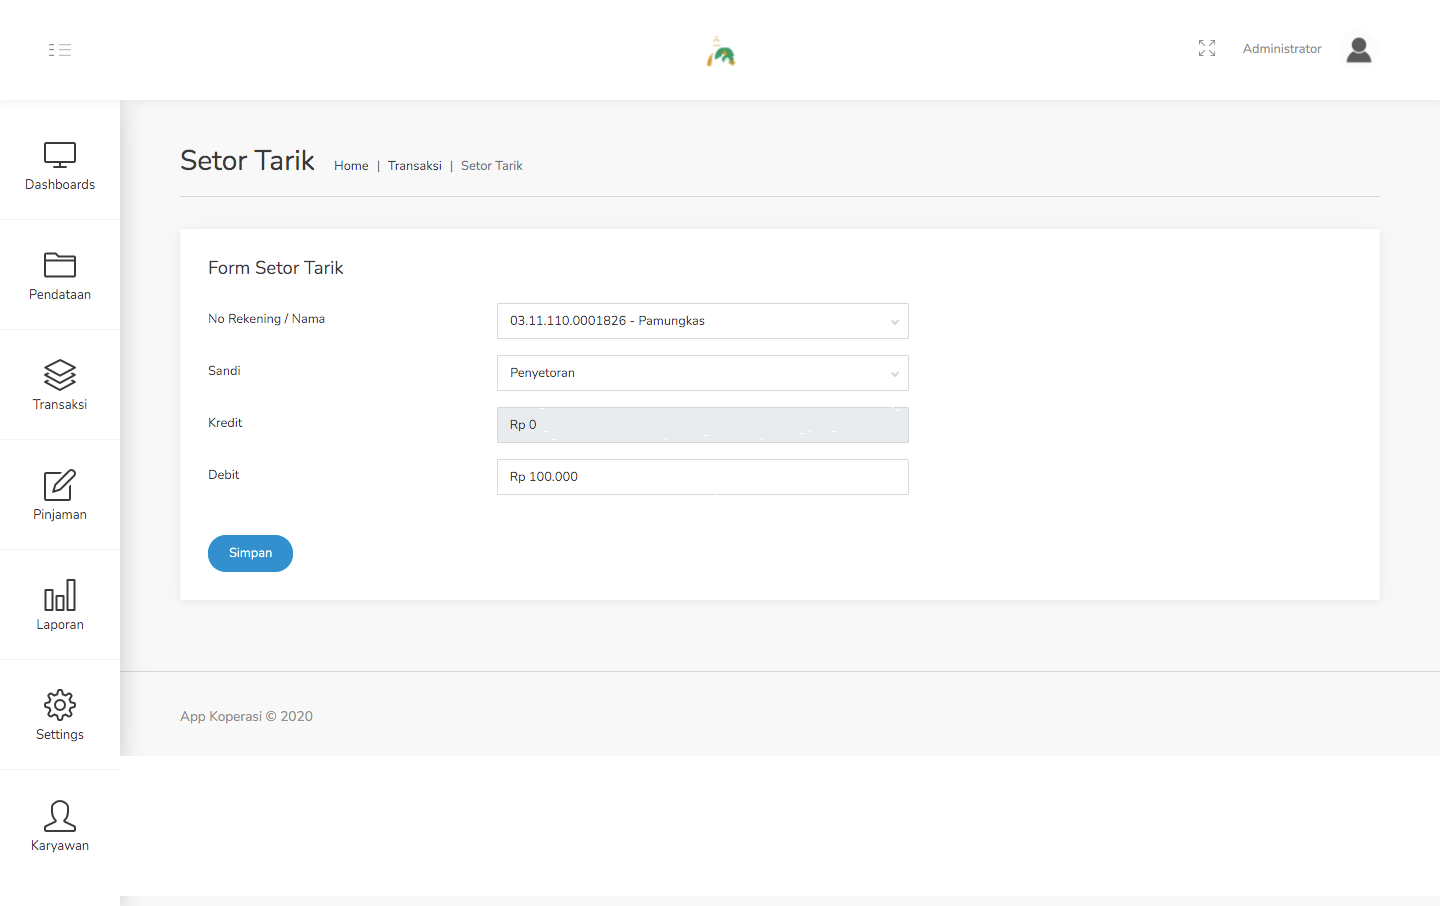 Administrator
Dashboards
Pendataan
Transaksi
Pinjaman
Laporan
Settings
Karyawan
Setor Tarik
Home | Transaksi | Setor Tarik
Form Setor Tarik
No Rekening / Nama
03.11.110.0001826 - Pamungkas
Sandi
Penyetoran
Kredit
Rp 0
Debit
Rp 100.000
Simpan
App Koperasi © 2020